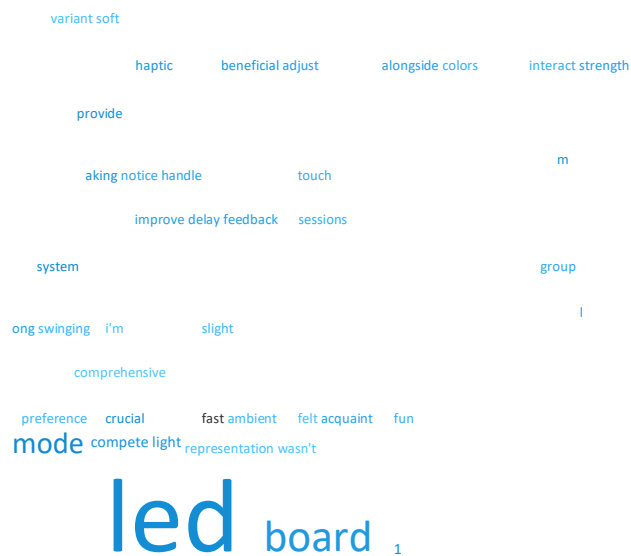 variant soft
haptic beneficial adjust alongside colors interact strength
provide
m
aking notice handle touch
improve delay feedback sessions
system group
l
ong swinging i'm slight
comprehensive
preference crucial fast ambient felt acquaint fun
mode compete light representation wasn't
led board 1